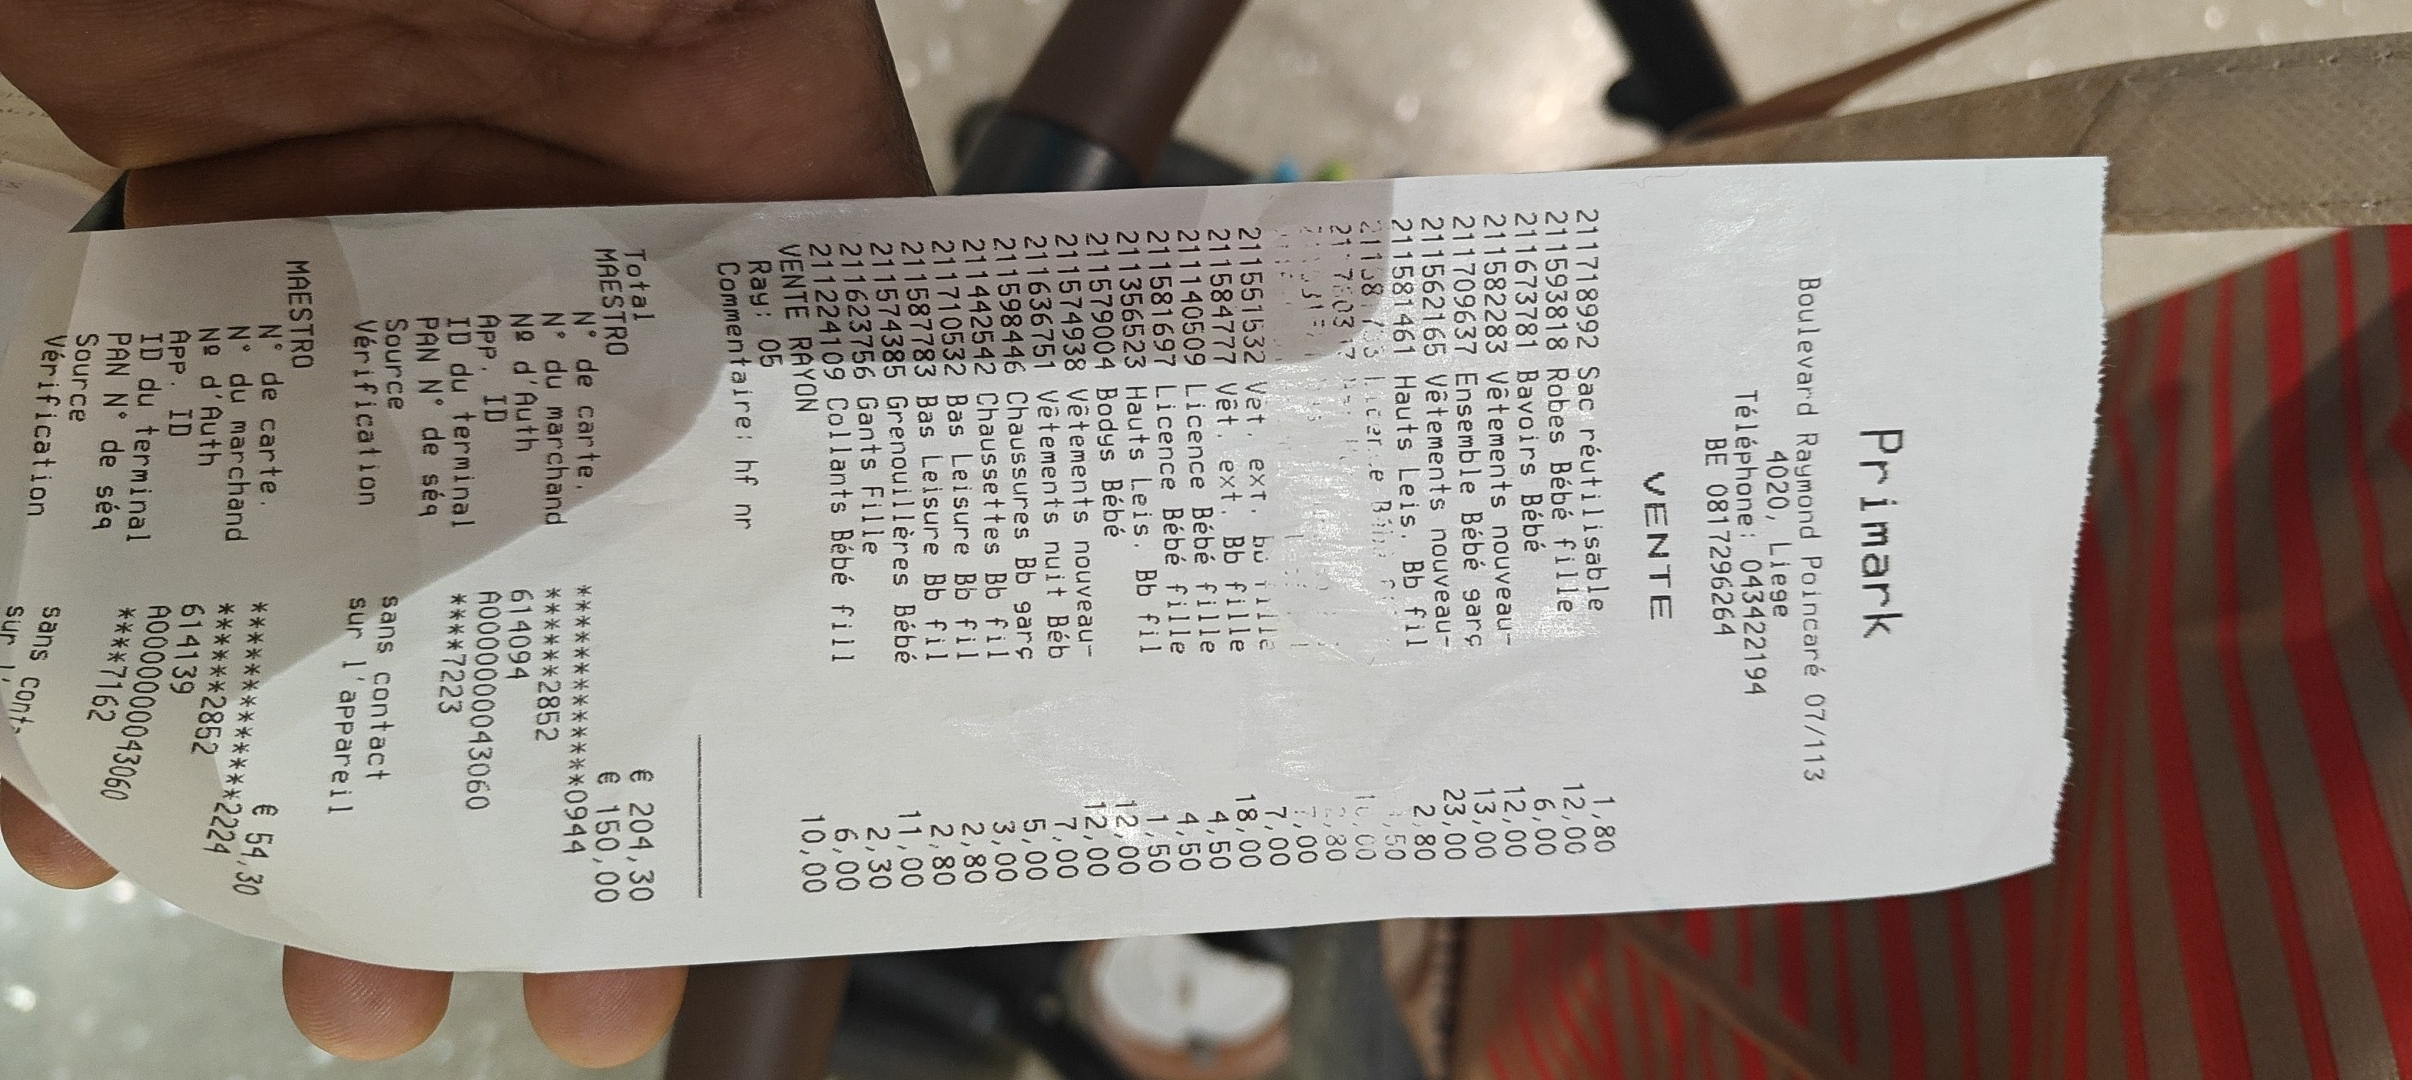 Primark
Boulevard Raymond Poincaré 07/113
4020, Liege
Téléphone: 043422194
BE 0817296264
VENTE
211718992 Sac réutilisable 1,80
211593818 Robes Bébé fille 12,00
211673781 Bavoirs Bébé 6,00
211582283 Vêtements nouveau- 12,00
211709637 Ensemble Bébé garç 13,00
211562165 Vêtements nouveau- 23,00
211581461 Hauts Leis. Bb fil 2,80
10,00
2,80
7,00
211551532 Vêt. ext. Bb fille 7,00
211584777 Vêt. ext. Bb fille 18,00
211140509 Licence Bébé fille 4,50
211581697 Licence Bébé fille 4,50
211356523 Hauts Leis. Bb fil 1,50
211579004 Bodys Bébé 12,00
211574938 Vêtements nouveau- 12,00
211636751 Vêtements nuit Béb 7,00
211598446 Chaussures Bb garç 5,00
211442542 Chaussettes Bb fil 3,00
211710532 Bas Leisure Bb fil 2,80
211587783 Bas Leisure Bb fil 2,80
211574385 Grenouillères Bébé 11,00
211623756 Gants Fille 2,30
211224109 Collants Bébé fill 6,00
VENTE RAYON 10,00
Ray: 05
Commentaire: hf nr
Total € 204,30
MAESTRO € 150,00
N° de carte. ***************0944
N° du marchand ******2852
Nº d'Auth 614094
App. ID A0000000043060
ID du terminal ****7223
PAN N° de séq
Source sans contact
Vérification sur l'appareil
MAESTRO € 54,30
N° de carte. ***************2224
N° du marchand ******2852
Nº d'Auth 614139
App. ID A0000000043060
ID du terminal ****7162
PAN N° de séq
Source sans
Vérification sur